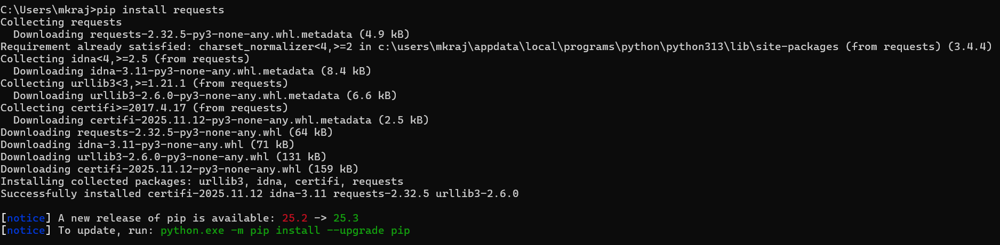 C:\Users\mkraj>pip install requests
Collecting requests
  Downloading requests-2.32.5-py3-none-any.whl.metadata (4.9 kB)
Requirement already satisfied: charset_normalizer<4,>=2 in c:\users\mkraj\appdata\local\programs\python\python313\lib\site-packages (from requests) (3.4.4)
Collecting idna<4,>=2.5 (from requests)
  Downloading idna-3.11-py3-none-any.whl.metadata (8.4 kB)
Collecting urllib3<3,>=1.21.1 (from requests)
  Downloading urllib3-2.6.0-py3-none-any.whl.metadata (6.6 kB)
Collecting certifi>=2017.4.17 (from requests)
  Downloading certifi-2025.11.12-py3-none-any.whl.metadata (2.5 kB)
Downloading requests-2.32.5-py3-none-any.whl (64 kB)
Downloading idna-3.11-py3-none-any.whl (71 kB)
Downloading urllib3-2.6.0-py3-none-any.whl (131 kB)
Downloading certifi-2025.11.12-py3-none-any.whl (159 kB)
Installing collected packages: urllib3, idna, certifi, requests
Successfully installed certifi-2025.11.12 idna-3.11 requests-2.32.5 urllib3-2.6.0

[notice] A new release of pip is available: 25.2 -> 25.3
[notice] To update, run: python.exe -m pip install --upgrade pip